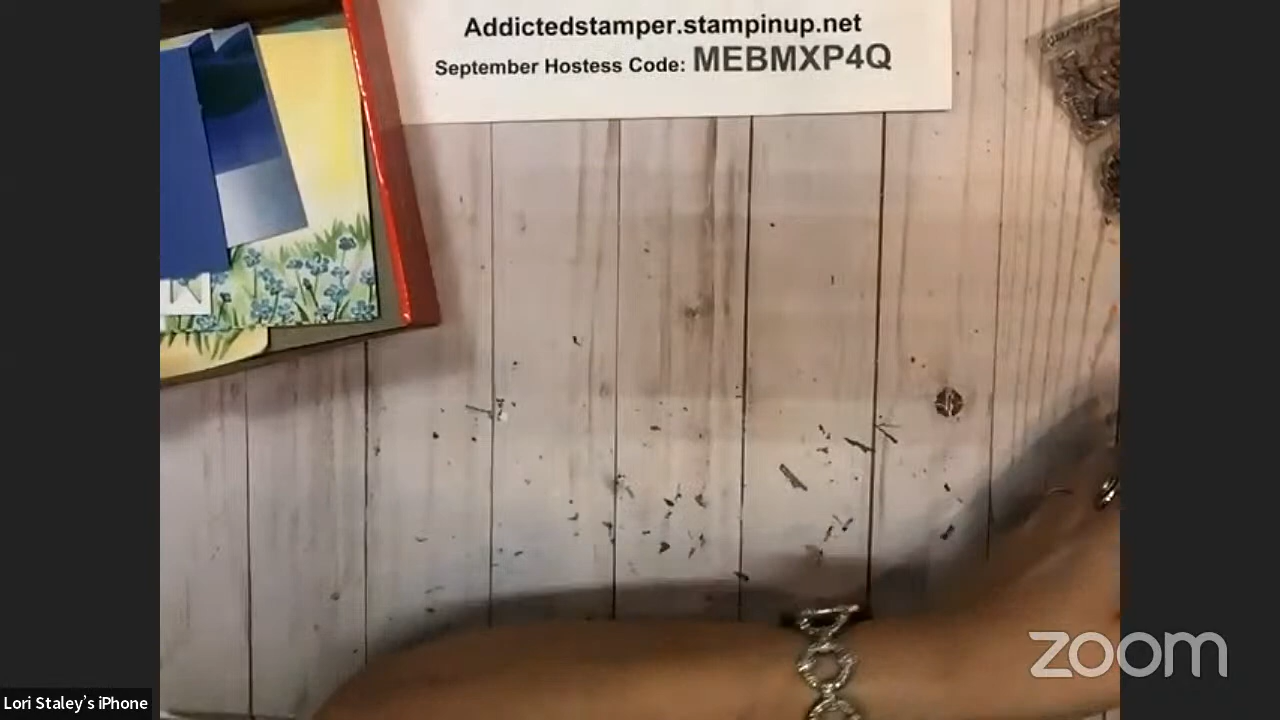 Addictedstamper.stampinup.net
September Hostess Code: MEBMXP4Q
zoom
Lori Staley's iPhone